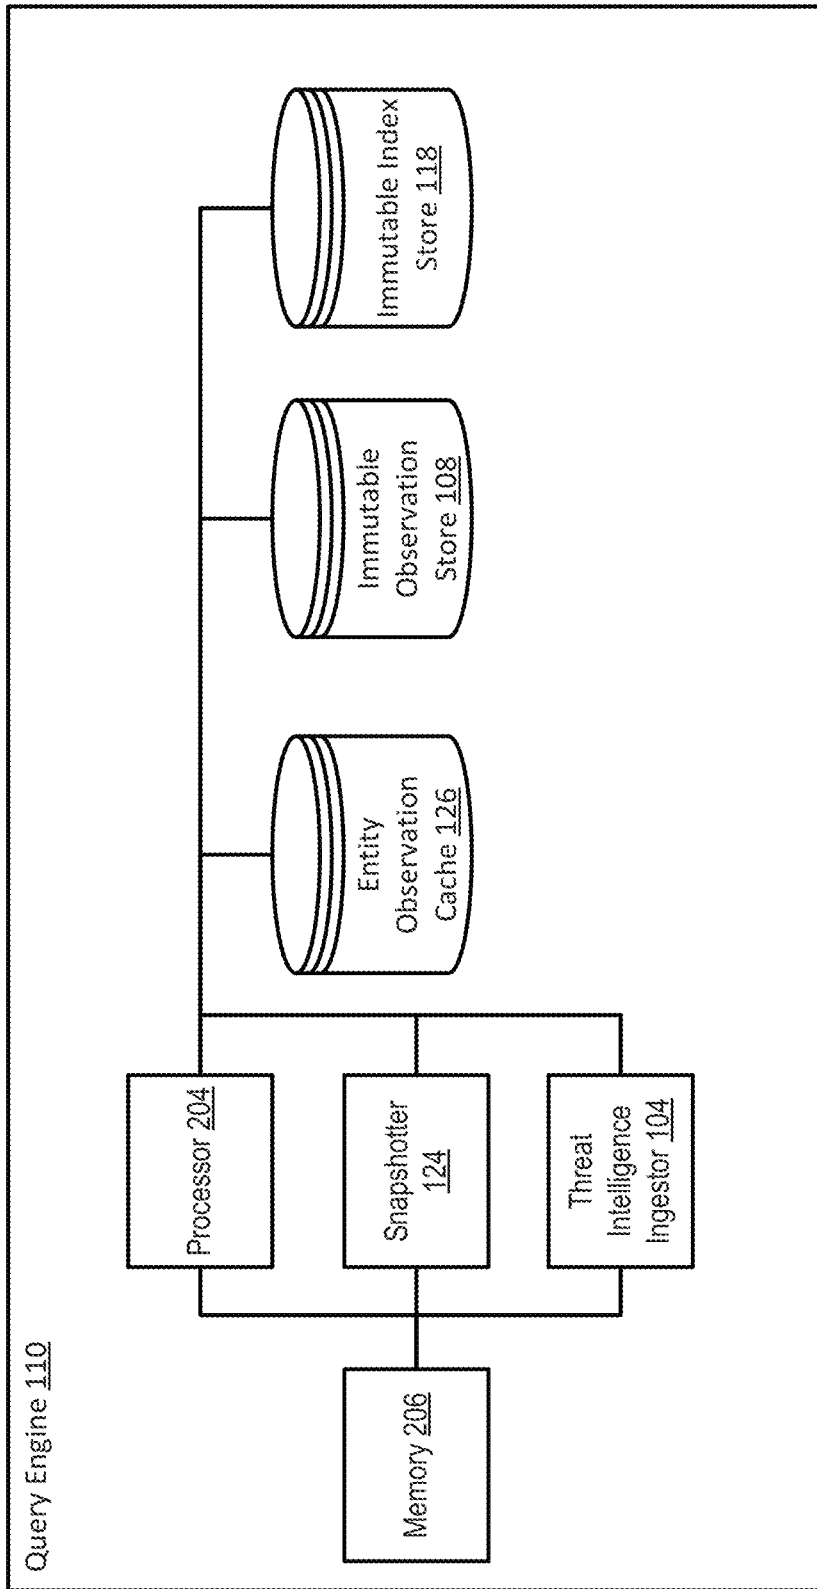 Query Engine 110
Memory 206
Processor 204
Snapshotter
124
Threat
Intelligence
Ingestor 104
Entity
Observation
Cache 126
Immutable
Observation
Store 108
Immutable Index
Store 118